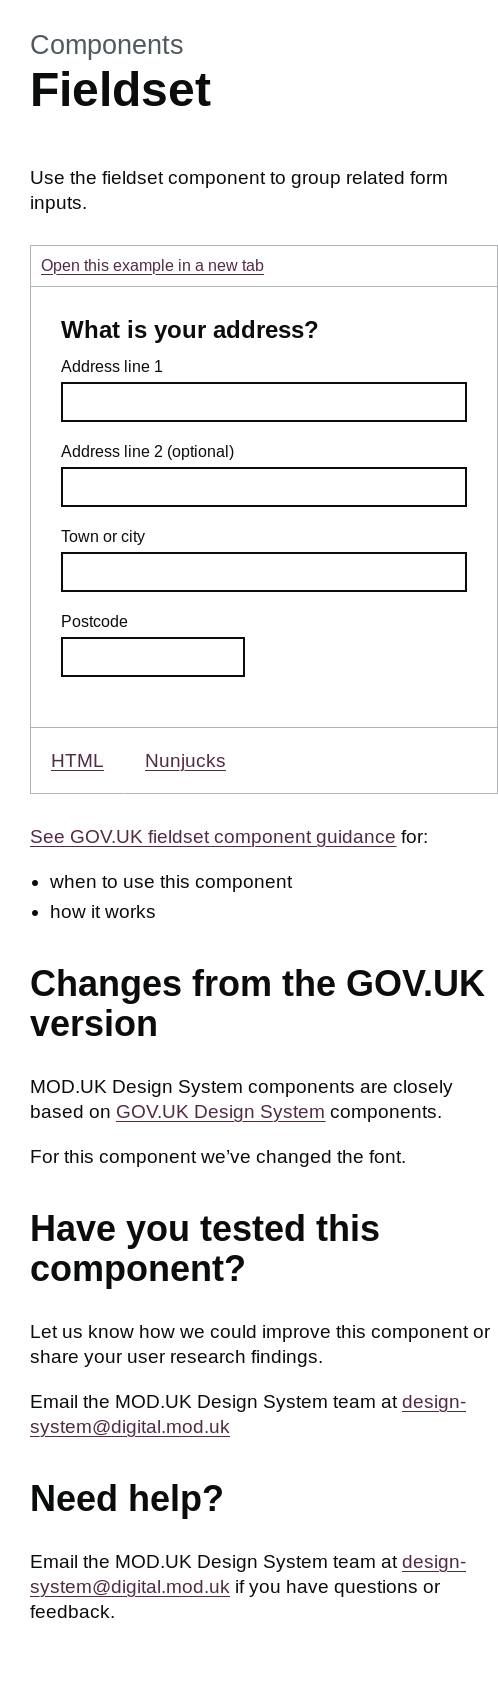 Components
Fieldset
Use the fieldset component to group related form
inputs.
Open this example in a new tab
What is your address?
Address line 1
Address line 2 (optional)
Town or city
Postcode
HTML Nunjucks
See GOV.UK fieldset component guidance for:
• when to use this component
• how it works
Changes from the GOV.UK
version
MOD.UK Design System components are closely
based on GOV.UK Design System components.
For this component we’ve changed the font.
Have you tested this
component?
Let us know how we could improve this component or
share your user research findings.
Email the MOD.UK Design System team at design-
system@digital.mod.uk
Need help?
Email the MOD.UK Design System team at design-
system@digital.mod.uk if you have questions or
feedback.